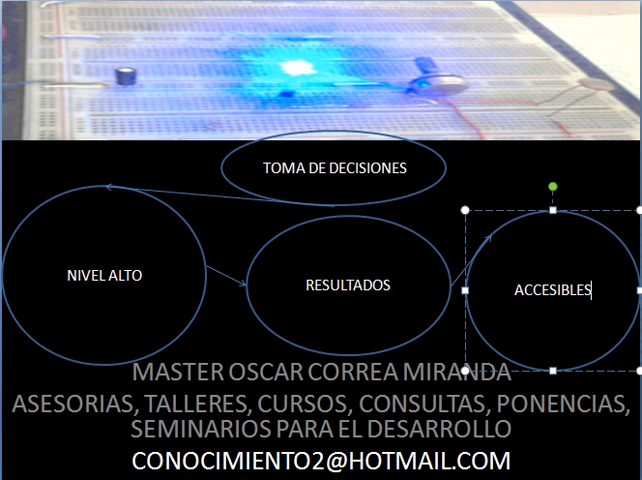 TOMA DE DECISIONES
NIVEL ALTO
RESULTADOS
ACCESIBLES
MASTER OSCAR CORREA MIRANDA
ASESORIAS, TALLERES, CURSOS, CONSULTAS, PONENCIAS,
SEMINARIOS PARA EL DESARROLLO
CONOCIMIENTO2@HOTMAIL.COM